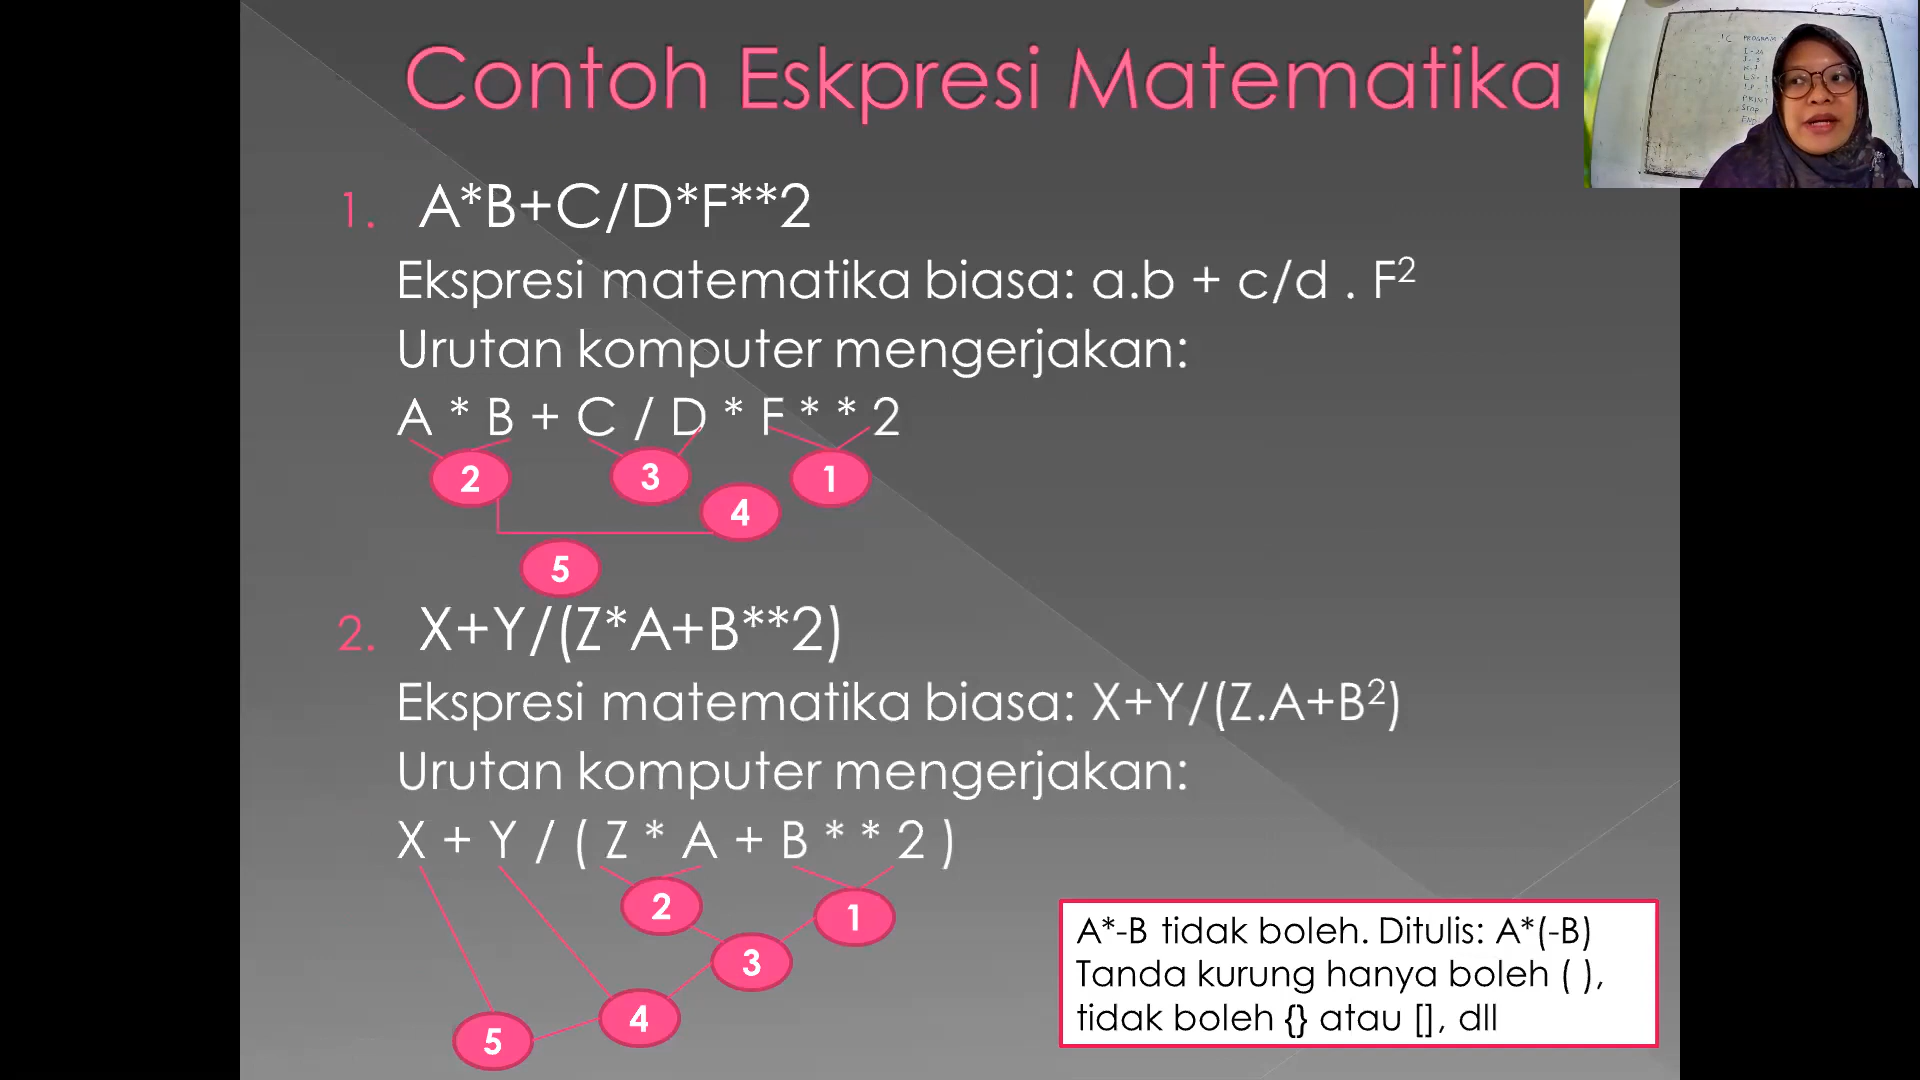 Contoh Eskpresi Matematika
1. A*B+C/D*F**2
Ekspresi matematika biasa: a.b + c/d . F²
Urutan komputer mengerjakan:
A * B + C / D * F * * 2
2 3 1
4
5
2. X+Y/(Z*A+B**2)
Ekspresi matematika biasa: X+Y/(Z.A+B²)
Urutan komputer mengerjakan:
X + Y / ( Z * A + B * * 2 )
2 1
3
4
5
A*-B tidak boleh. Ditulis: A*(-B)
Tanda kurung hanya boleh ( ),
tidak boleh {} atau [], dll